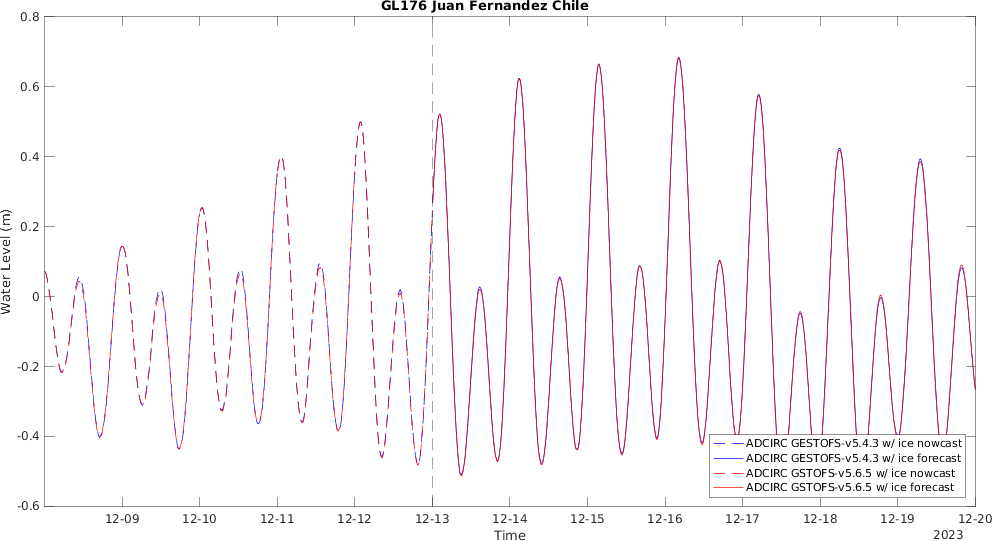 GL176 Juan Fernandez Chile
0.8
0.6
0.4
0.2
0
-0.2
-0.4
-0.6
Water Level (m)
12-09 12-10 12-11 12-12 12-13 12-14 12-15 12-16 12-17 12-18 12-19 12-20
Time
2023
ADCIRC GESTOFS-v5.4.3 w/ ice nowcast
ADCIRC GESTOFS-v5.4.3 w/ ice forecast
ADCIRC GSTOFS-v5.6.5 w/ ice nowcast
ADCIRC GSTOFS-v5.6.5 w/ ice forecast